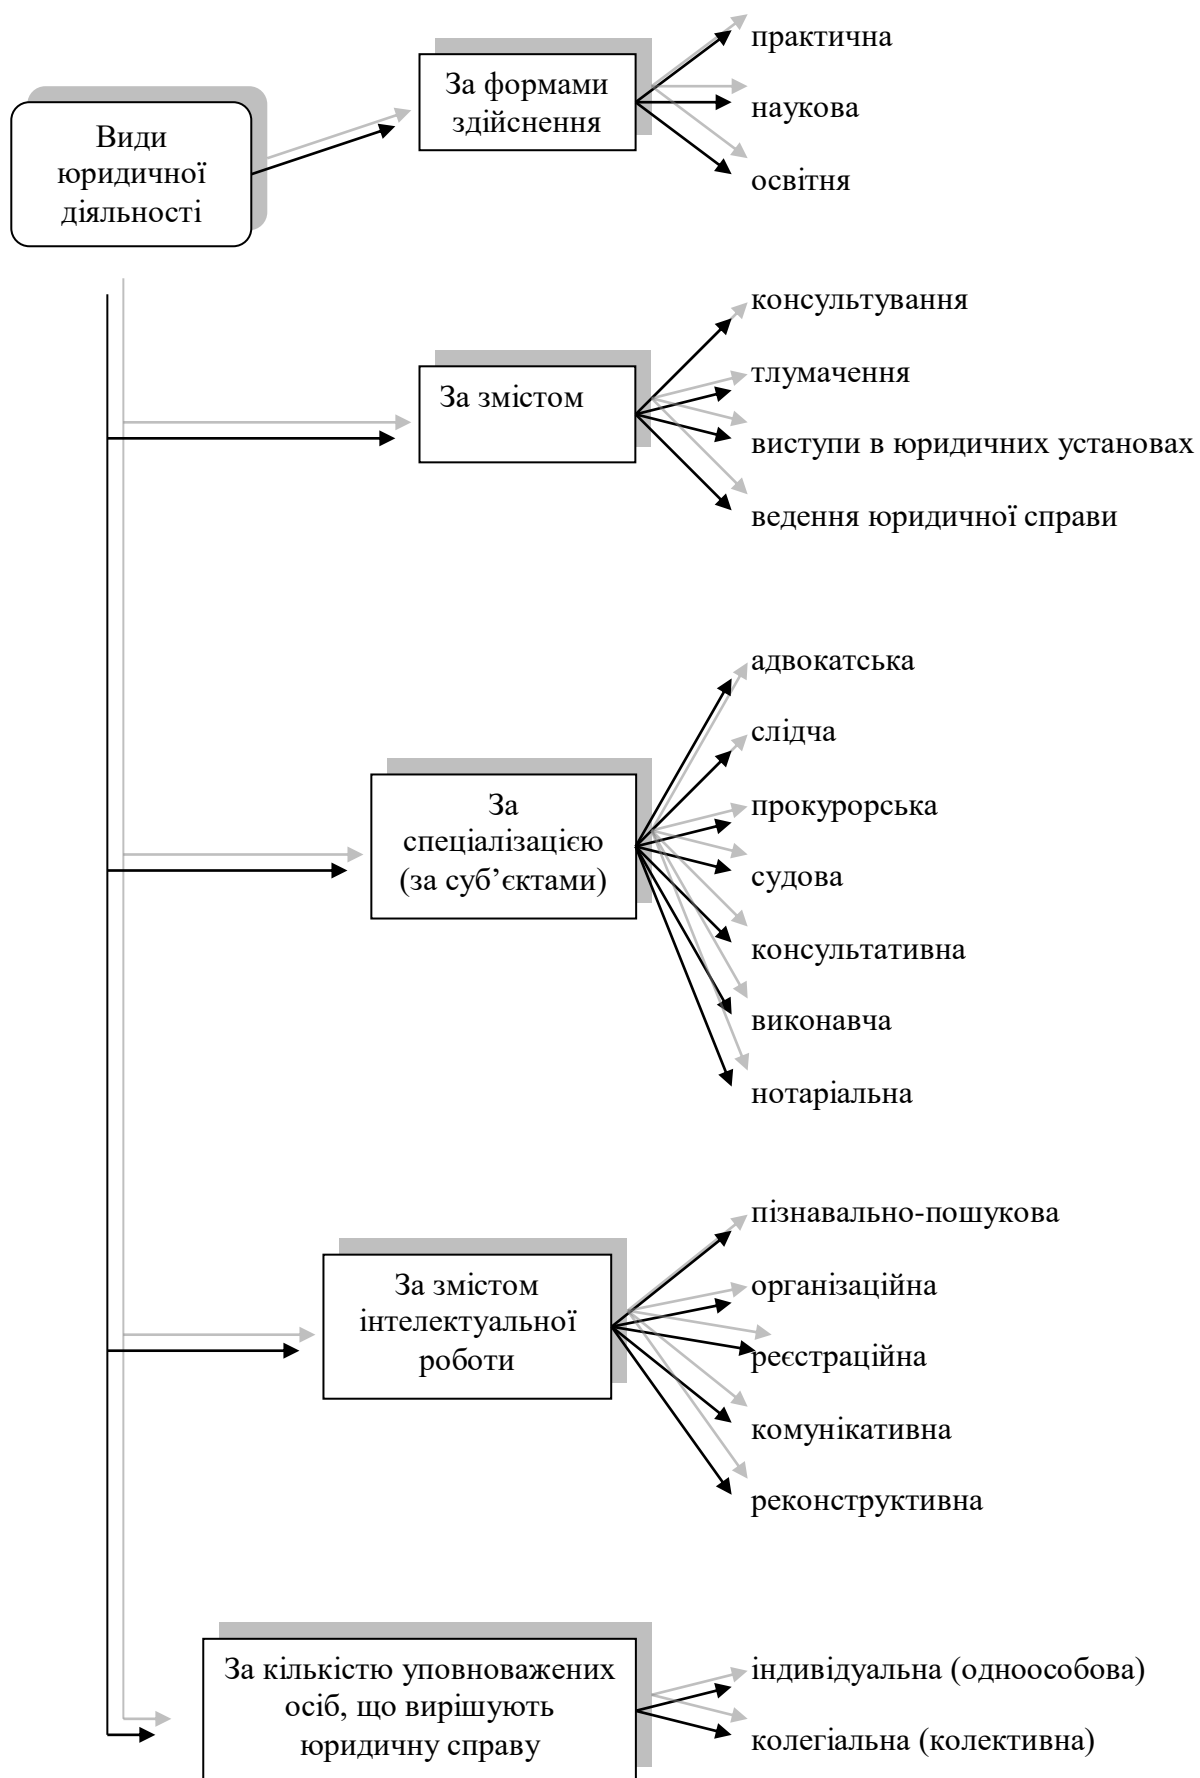 Види
юридичної
діяльності
За формами
здійснення
практична
наукова
освітня
За змістом
консультування
тлумачення
виступи в юридичних установах
ведення юридичної справи
За
спеціалізацією
(за суб’єктами)
адвокатська
слідча
прокурорська
судова
консультативна
виконавча
нотаріальна
За змістом
інтелектуальної
роботи
пізнавально-пошукова
організаційна
реєстраційна
комунікативна
реконструктивна
За кількістю уповноважених
осіб, що вирішують
юридичну справу
індивідуальна (одноособова)
колегіальна (колективна)